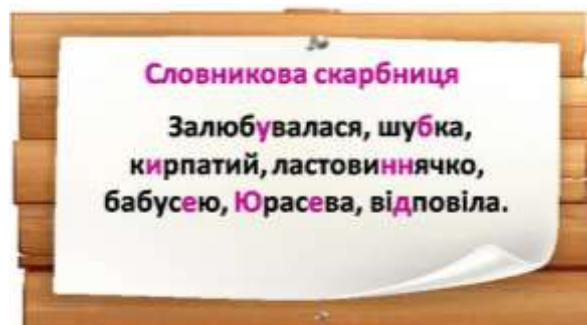 Словникова скарбниця
Залюбувалася, шубка,
кирпатий, ластовиннячко,
бабусею, Юрасева, відповіла.